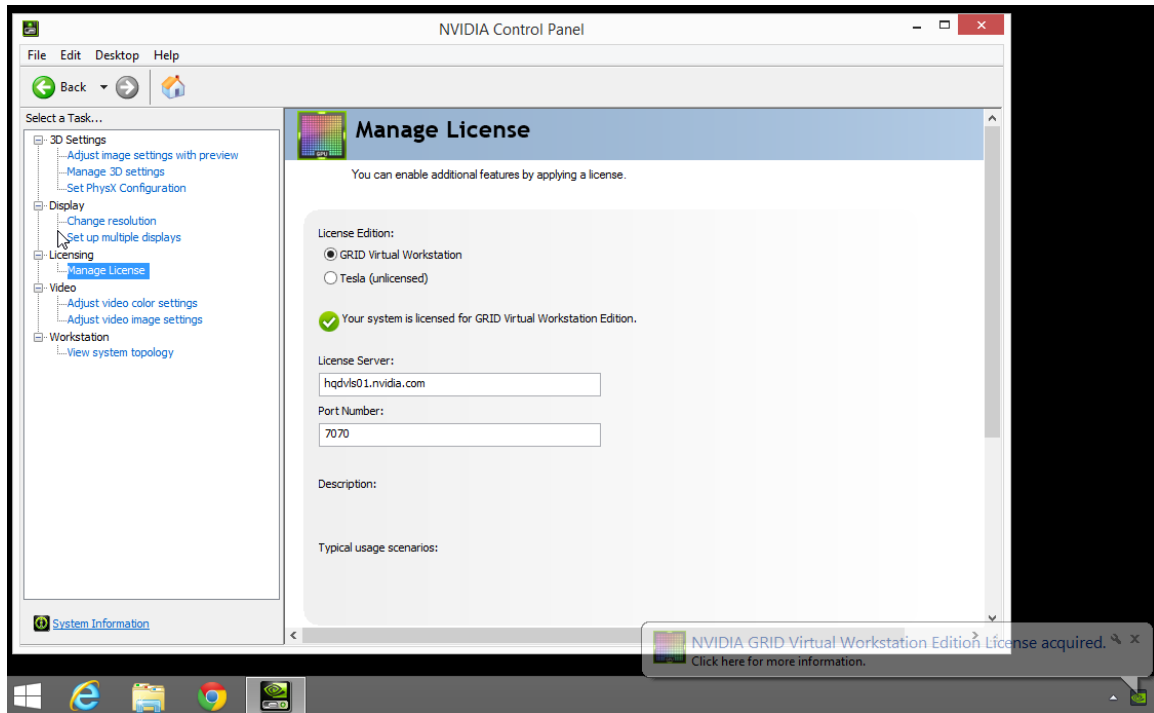 NVIDIA Control Panel
File Edit Desktop Help
Back
Select a Task...
3D Settings
Adjust image settings with preview
Manage 3D settings
Set PhysX Configuration
Display
Change resolution
Set up multiple displays
Licensing
Manage License
Video
Adjust video color settings
Adjust video image settings
Workstation
View system topology
System Information
GPU
Manage License
You can enable additional features by applying a license.
License Edition:
GRID Virtual Workstation
Tesla (unlicensed)
Your system is licensed for GRID Virtual Workstation Edition.
License Server:
hqdvls01.nvidia.com
Port Number:
7070
Description:
Typical usage scenarios:
NVIDIA GRID Virtual Workstation Edition License acquired.
Click here for more information.